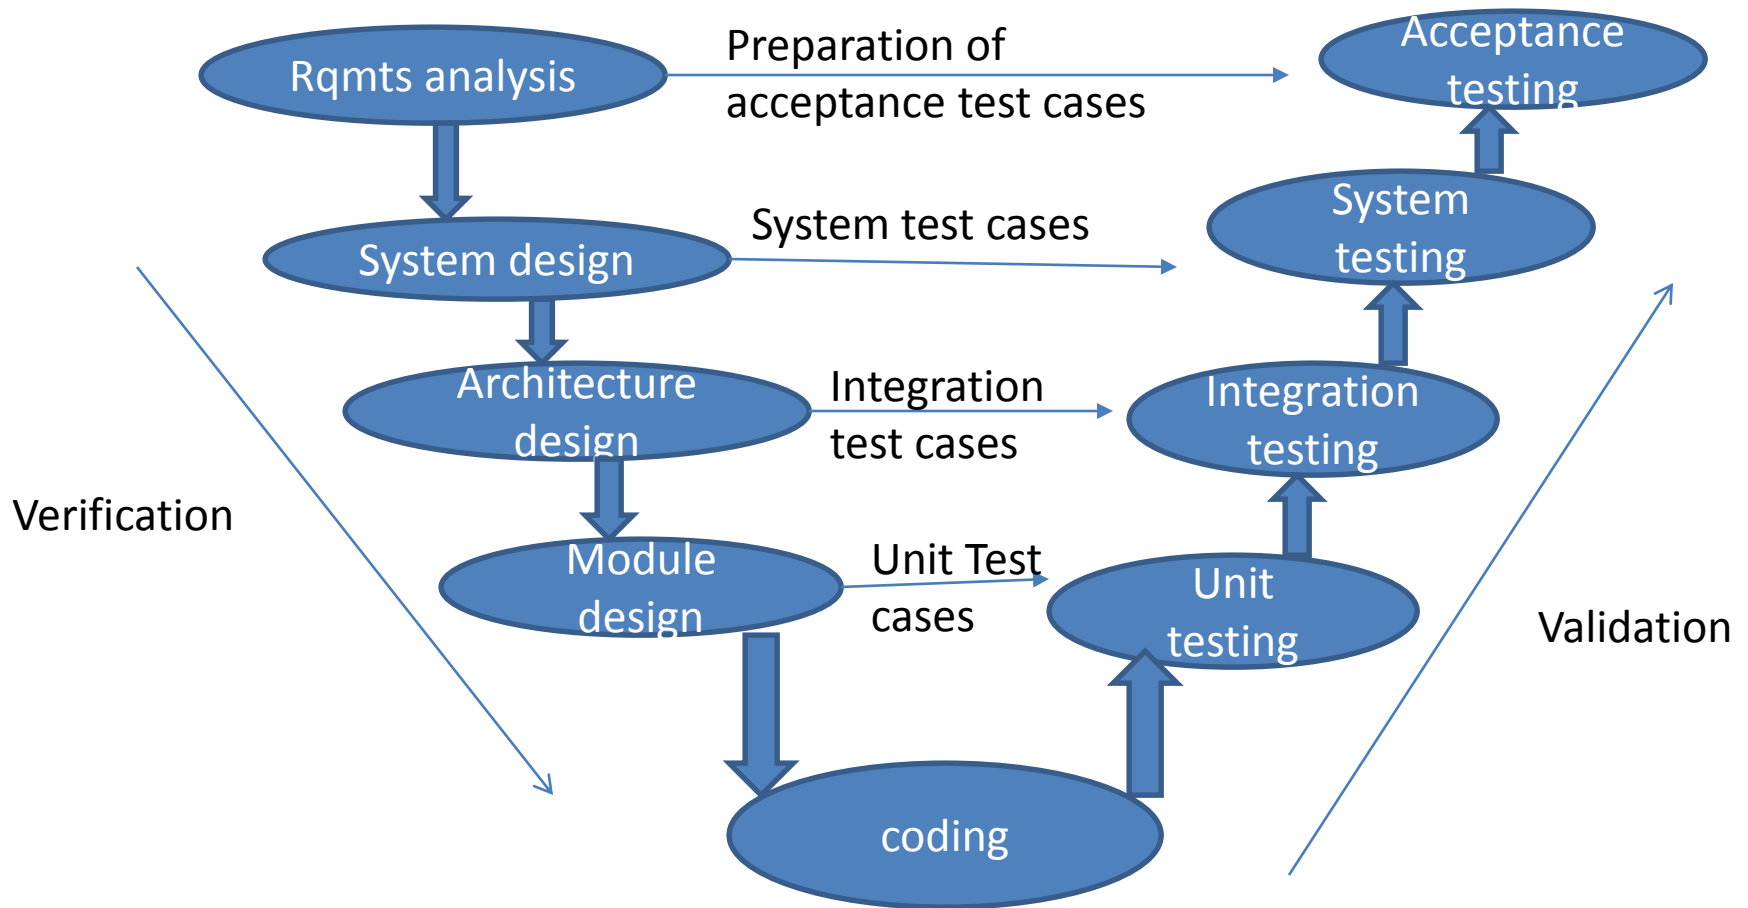 Rqmts analysis
Preparation of
acceptance test cases
Acceptance
testing
System design
System test cases
System
testing
Architecture
design
Integration
test cases
Integration
testing
Verification
Module
design
Unit Test
cases
Unit
testing
Validation
coding